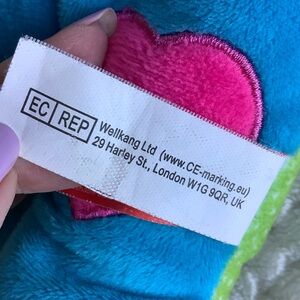 EC REP
Wellkang Ltd (www.CE-marking.eu)
29 Harley St., London W1G 9QR, UK